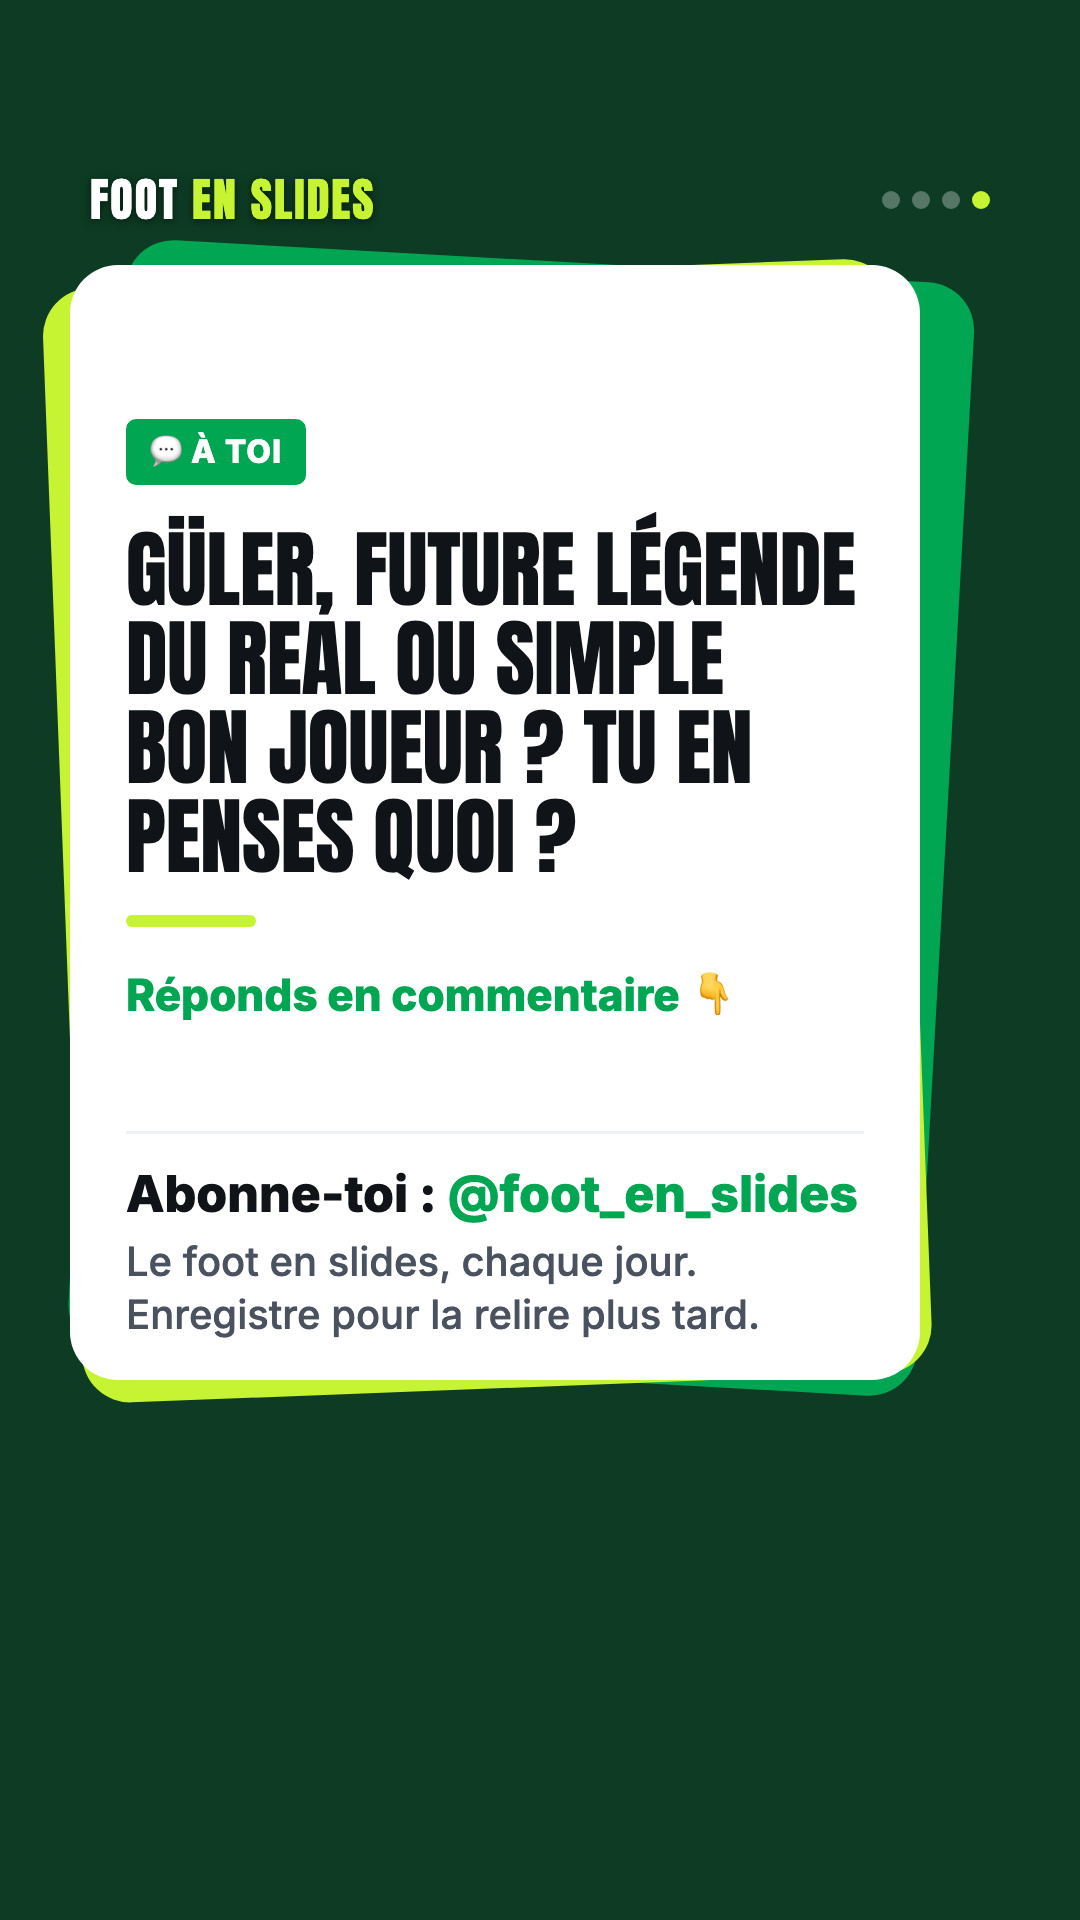 FOOT EN SLIDES
💬 À TOI
GÜLER, FUTURE LÉGENDE
DU REAL OU SIMPLE
BON JOUEUR ? TU EN
PENSES QUOI ?
Réponds en commentaire 👇
Abonne-toi : @foot_en_slides
Le foot en slides, chaque jour.
Enregistre pour la relire plus tard.